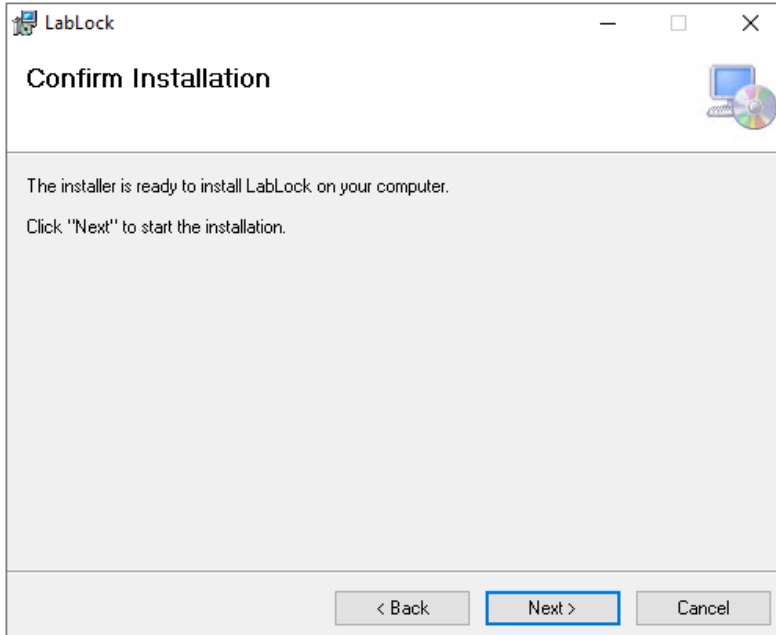 LabLock
Confirm Installation
The installer is ready to install LabLock on your computer.
Click "Next" to start the installation.
< Back
Next >
Cancel